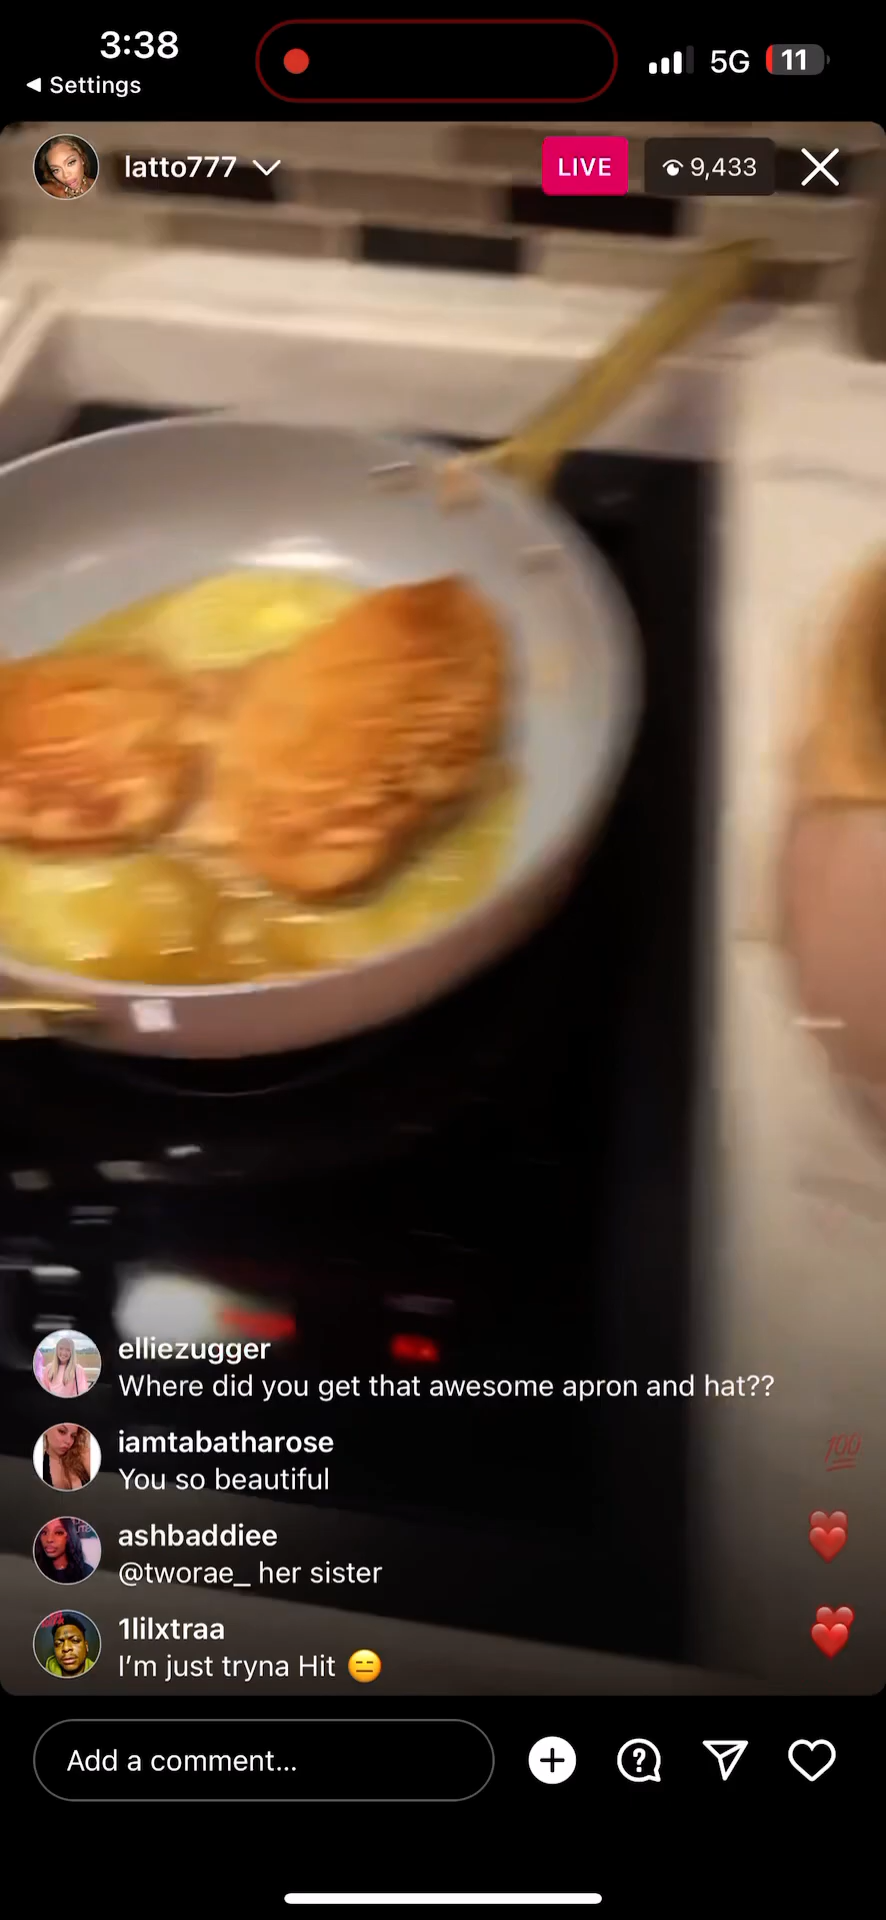 3:38
5G
11
◀ Settings
latto777
LIVE
9,433
elliezugger
Where did you get that awesome apron and hat??
iamtabatharose
You so beautiful
100
ashbaddiee
@tworae_ her sister
1lilxtraa
I’m just tryna Hit 😑
Add a comment...